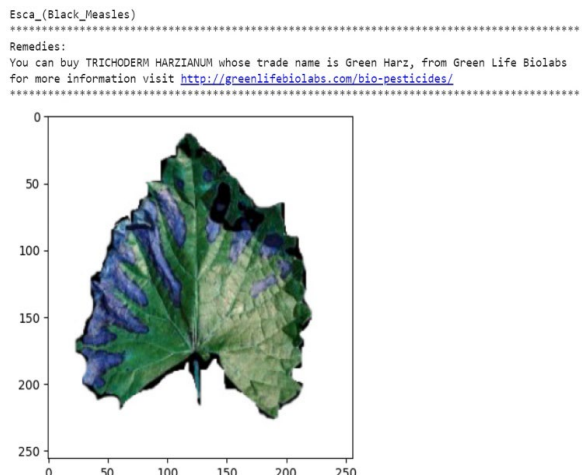 Esca_(Black_Measles)
********************************************************************************
Remedies:
You can buy TRICHODERM HARZIANUM whose trade name is Green Harz, from Green Life Biolabs
for more information visit http://greenlifebiolabs.com/bio-pesticides/
********************************************************************************
0
50
100
150
200
250
0 50 100 150 200 250